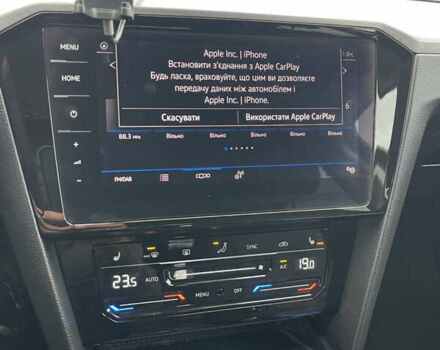 MENU
HOME
Apple Inc. | iPhone
Встановити з'єднання з Apple CarPlay
Будь ласка, враховуйте, що цим ви дозволяєте
передачу даних між автомобілем і
Apple Inc. | iPhone.
Скасувати Використати Apple CarPlay
88.3 MHz Вільно Вільно Вільно Вільно Вільно
FM/DAB
SYNC
23.5 AUTO A/C 19.0
MENU OFF